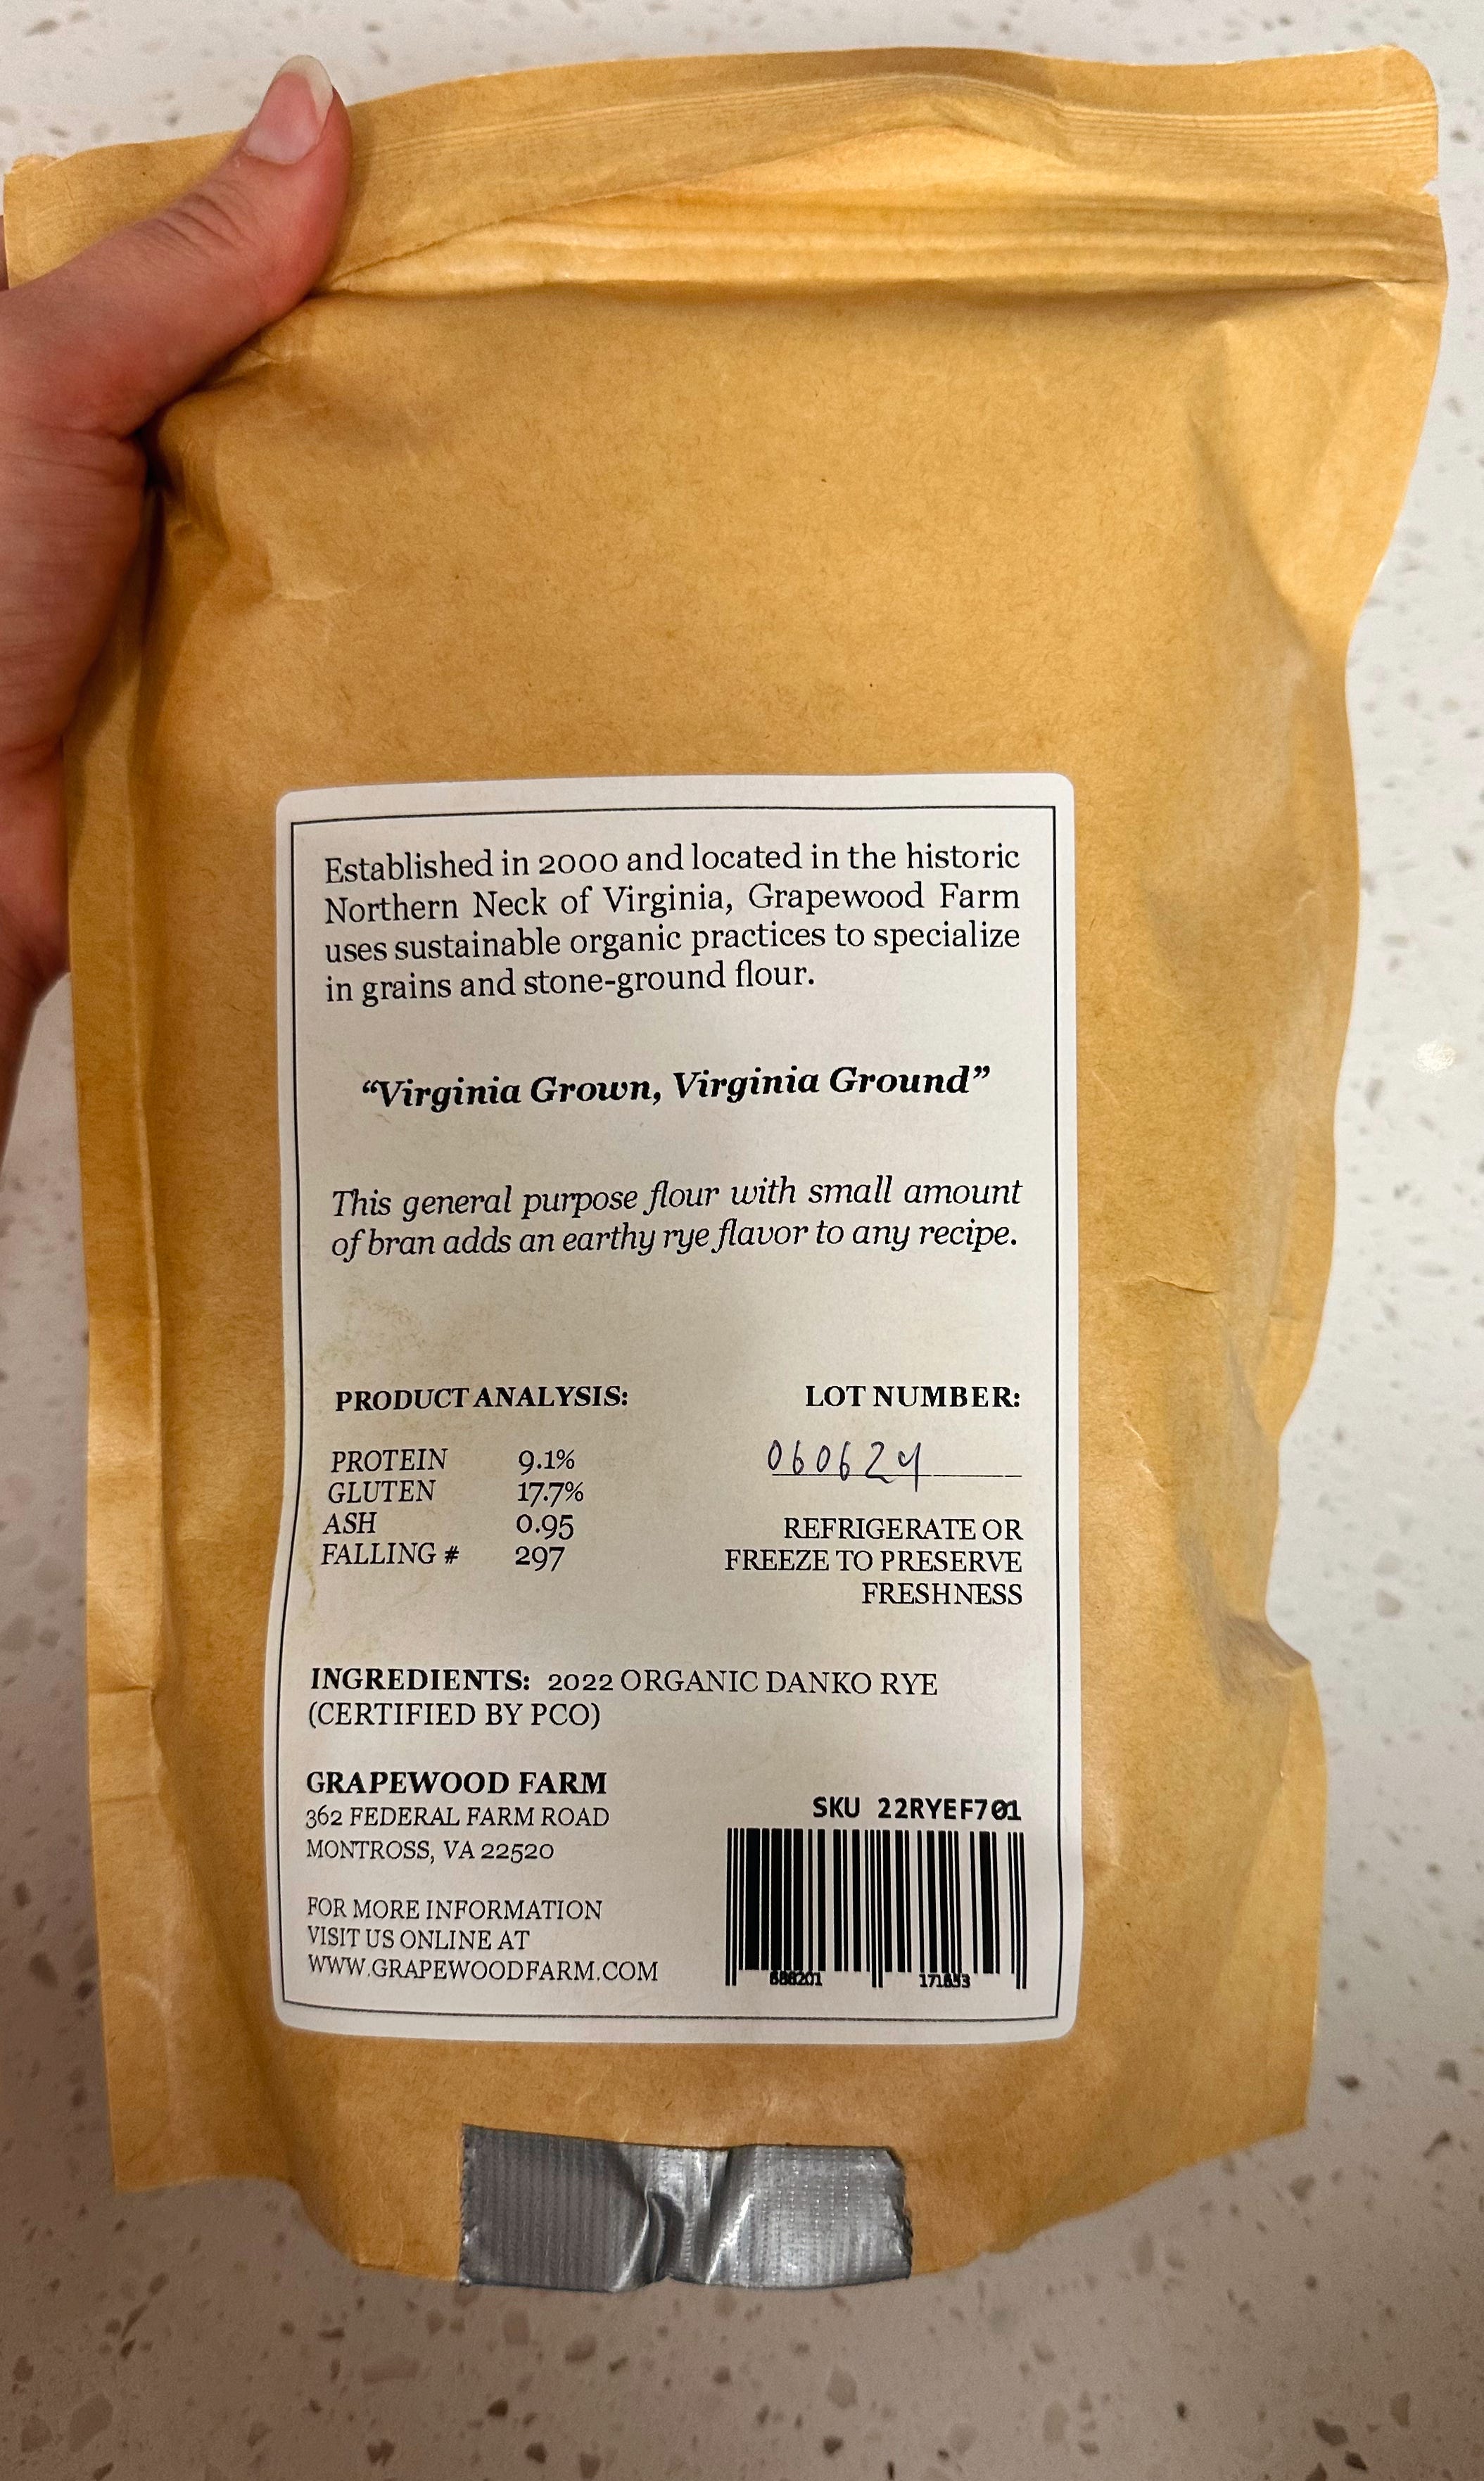 Established in 2000 and located in the historic
Northern Neck of Virginia, Grapewood Farm
uses sustainable organic practices to specialize
in grains and stone-ground flour.
“Virginia Grown, Virginia Ground”
This general purpose flour with small amount
of bran adds an earthy rye flavor to any recipe.
PRODUCT ANALYSIS:
PROTEIN 9.1%
GLUTEN 17.7%
ASH 0.95
FALLING # 297
LOT NUMBER:
060624
REFRIGERATE OR
FREEZE TO PRESERVE
FRESHNESS
INGREDIENTS: 2022 ORGANIC DANKO RYE
(CERTIFIED BY PCO)
GRAPEWOOD FARM
362 FEDERAL FARM ROAD
MONTROSS, VA 22520
FOR MORE INFORMATION
VISIT US ONLINE AT
WWW.GRAPEWOODFARM.COM
SKU 22RYEF701